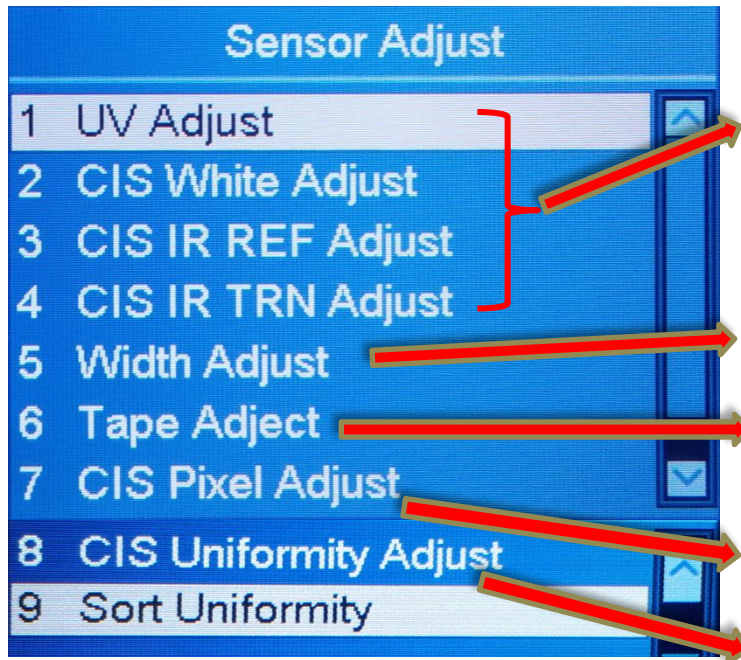 Sensor Adjust
1 UV Adjust
2 CIS White Adjust
3 CIS IR REF Adjust
4 CIS IR TRN Adjust
5 Width Adjust
6 Tape Adject
7 CIS Pixel Adjust
8 CIS Uniformity Adjust
9 Sort Uniformity